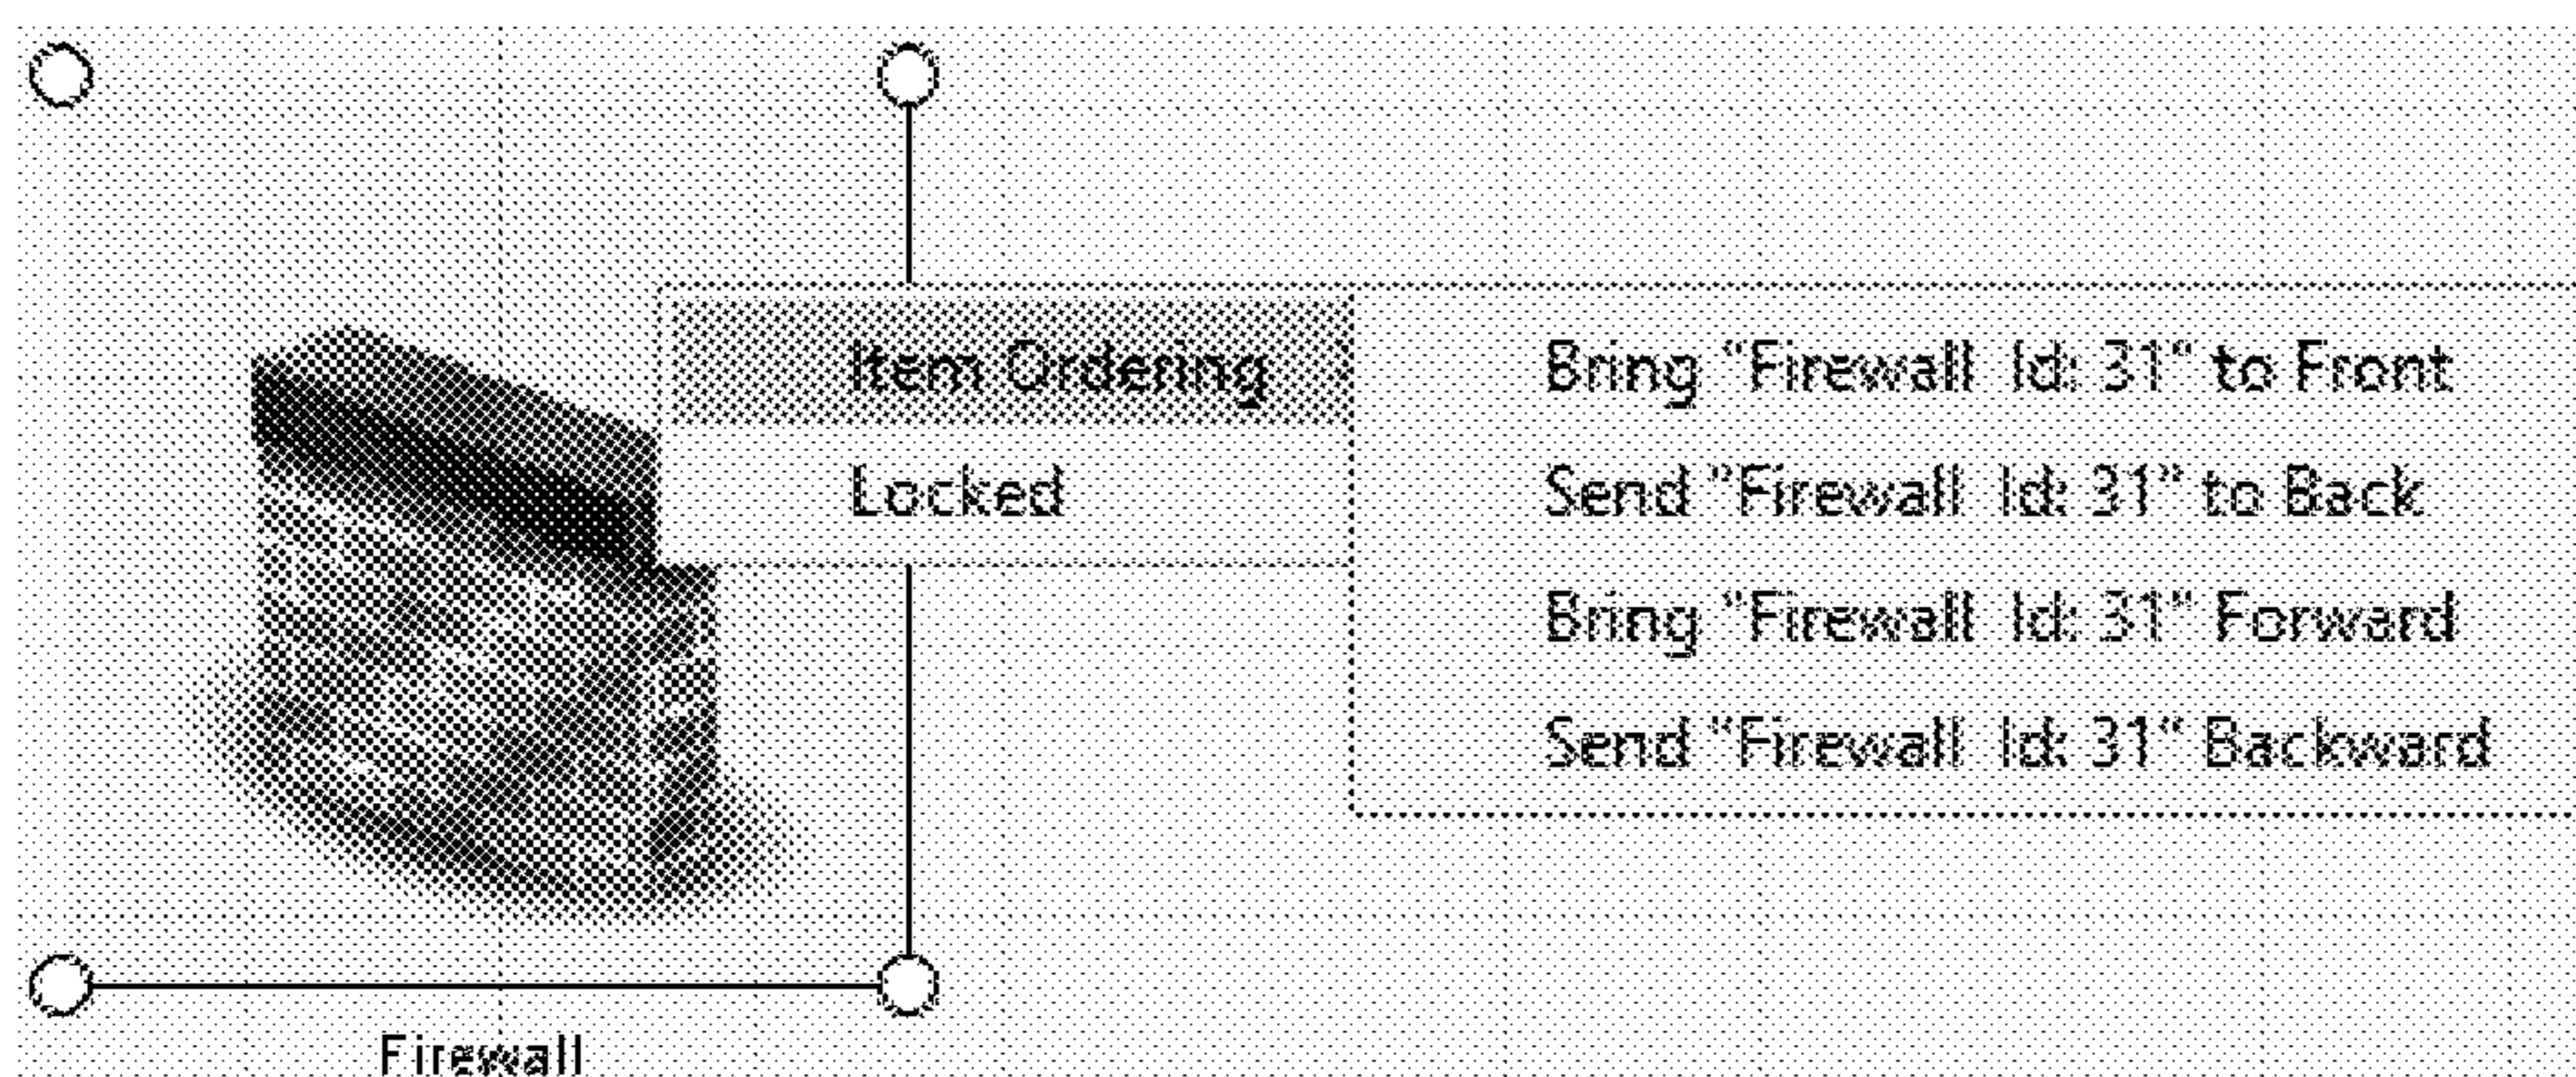 Item Ordering
Locked
Bring "Firewall Id: 31" to Front
Send "Firewall Id: 31" to Back
Bring "Firewall Id: 31" Forward
Send "Firewall Id: 31" Backward
Firewall